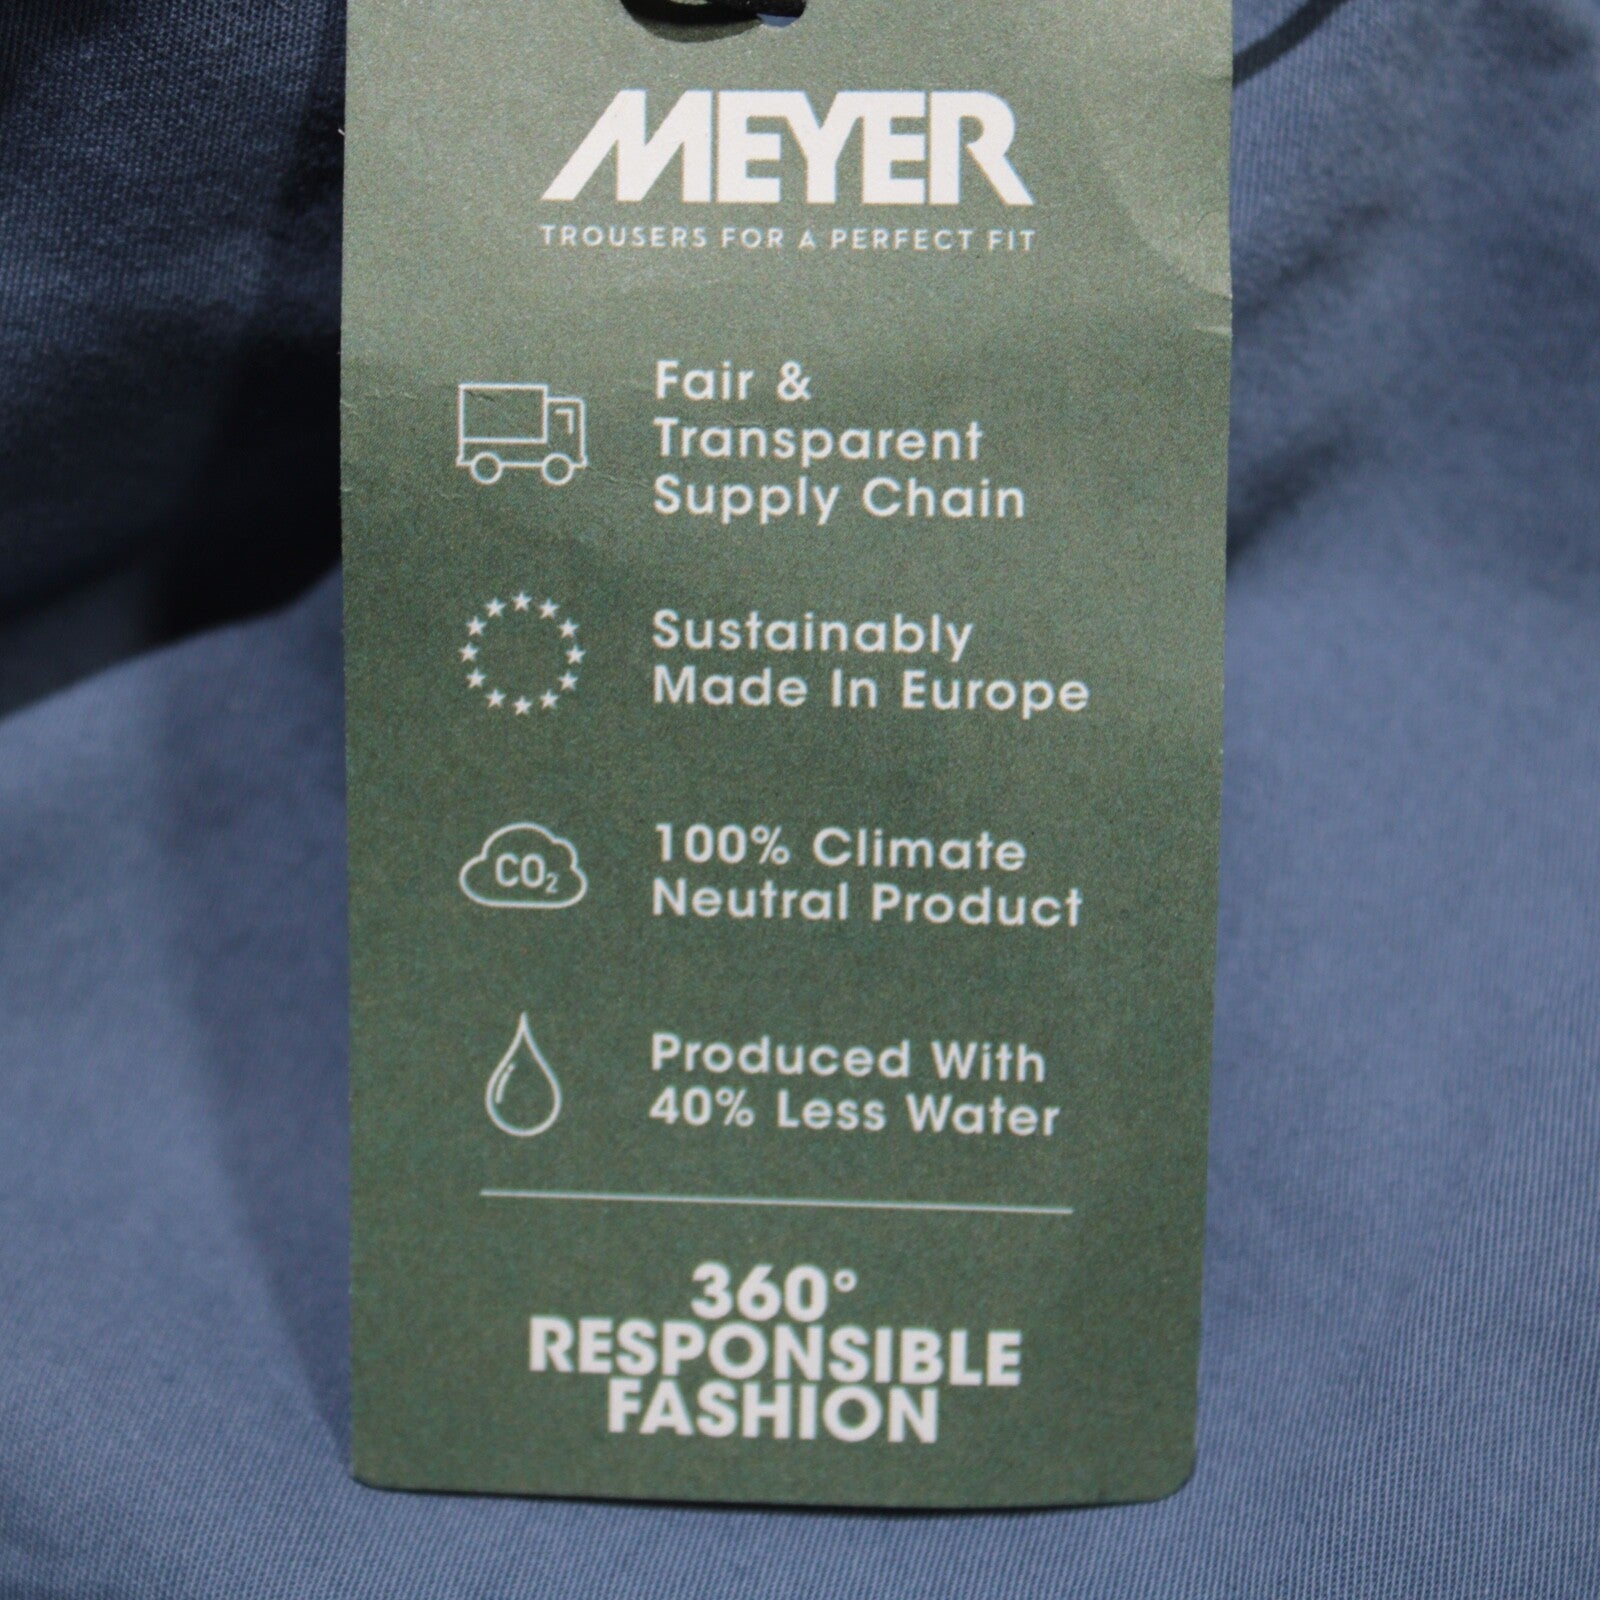 MEYER
TROUSERS FOR A PERFECT FIT
Fair &
Transparent
Supply Chain
Sustainably
Made In Europe
CO₂
100% Climate
Neutral Product
Produced With
40% Less Water
360°
RESPONSIBLE
FASHION